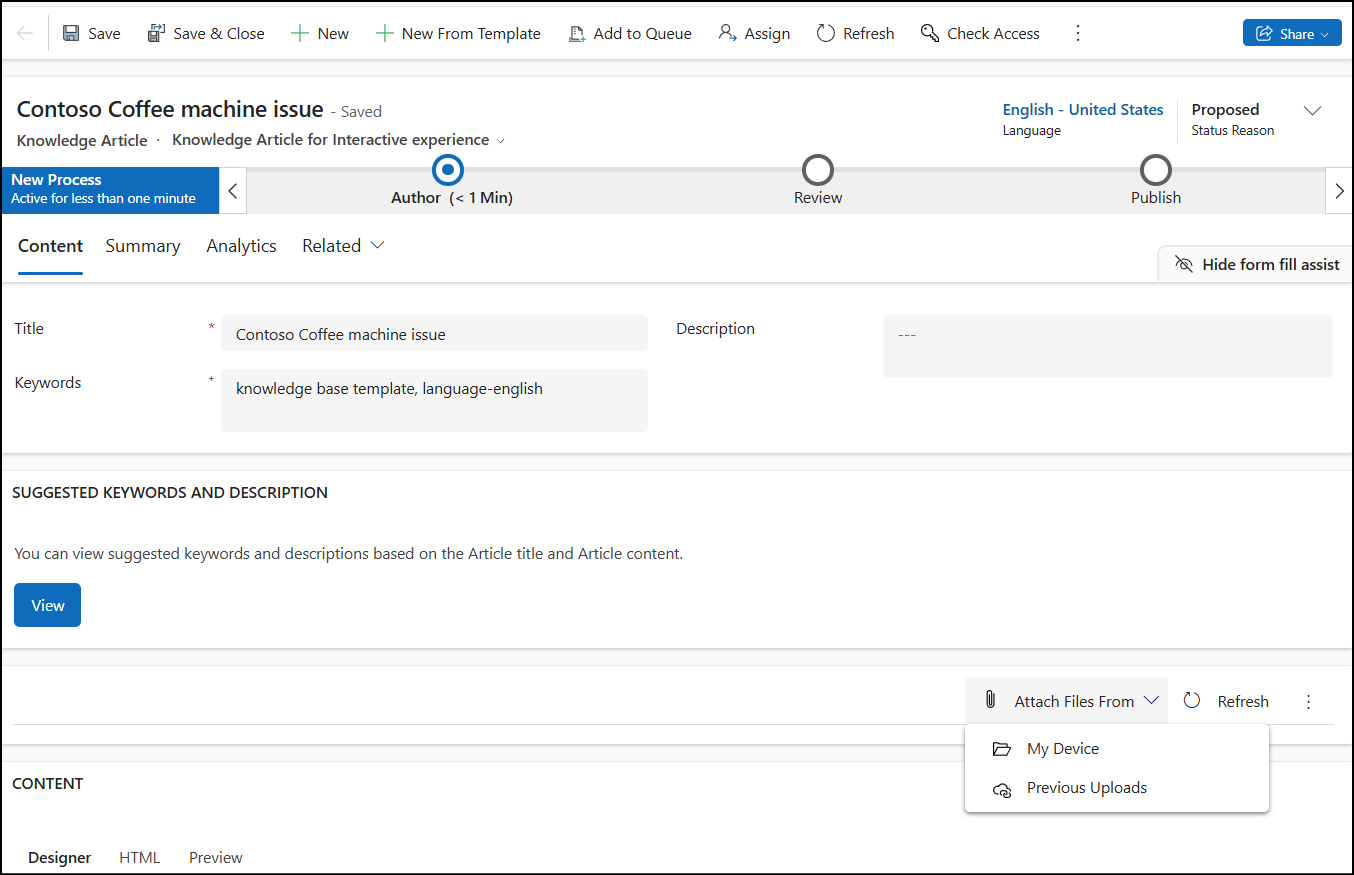 Save Save & Close New New From Template Add to Queue Assign Refresh Check Access Share
Contoso Coffee machine issue - Saved
Knowledge Article · Knowledge Article for Interactive experience
English - United States
Language
Proposed
Status Reason
New Process
Active for less than one minute
Author (< 1 Min)
Review
Publish
Content Summary Analytics Related
Hide form fill assist
Title * Contoso Coffee machine issue
Description ---
Keywords + knowledge base template, language-english
SUGGESTED KEYWORDS AND DESCRIPTION
You can view suggested keywords and descriptions based on the Article title and Article content.
View
Attach Files From Refresh
My Device
Previous Uploads
CONTENT
Designer HTML Preview